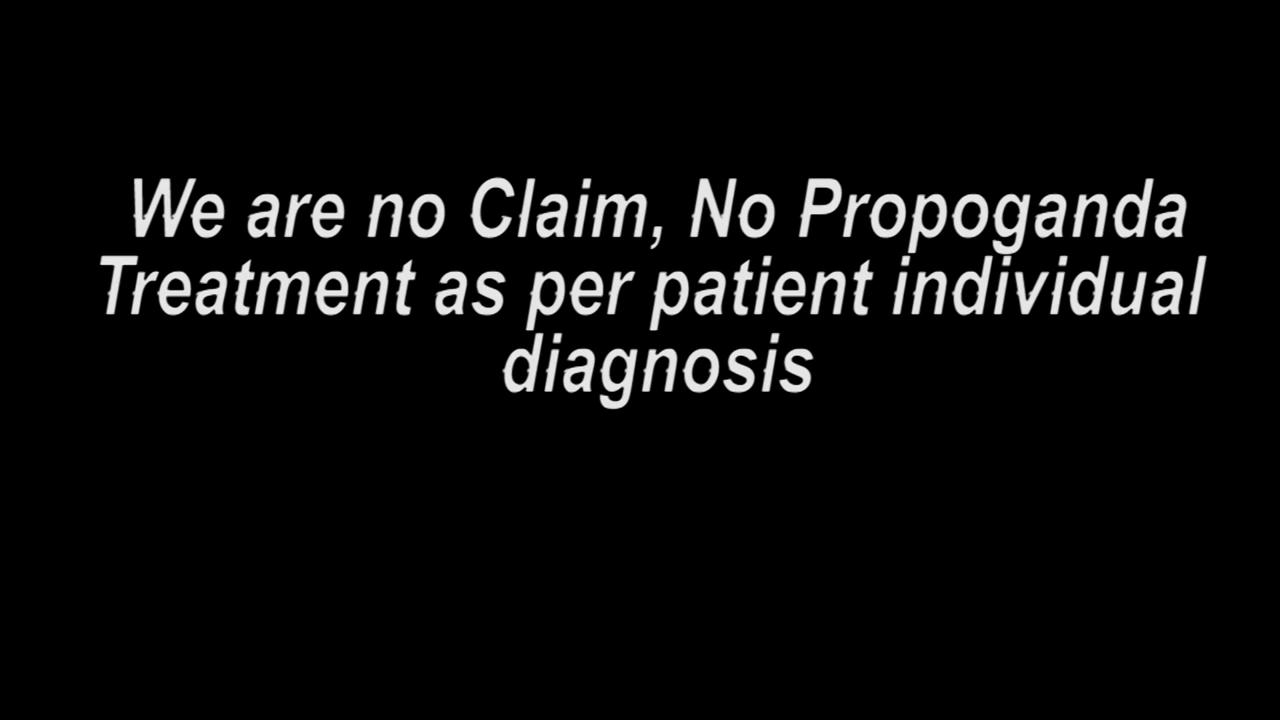 We are no Claim, No Propoganda
Treatment as per patient individual
diagnosis